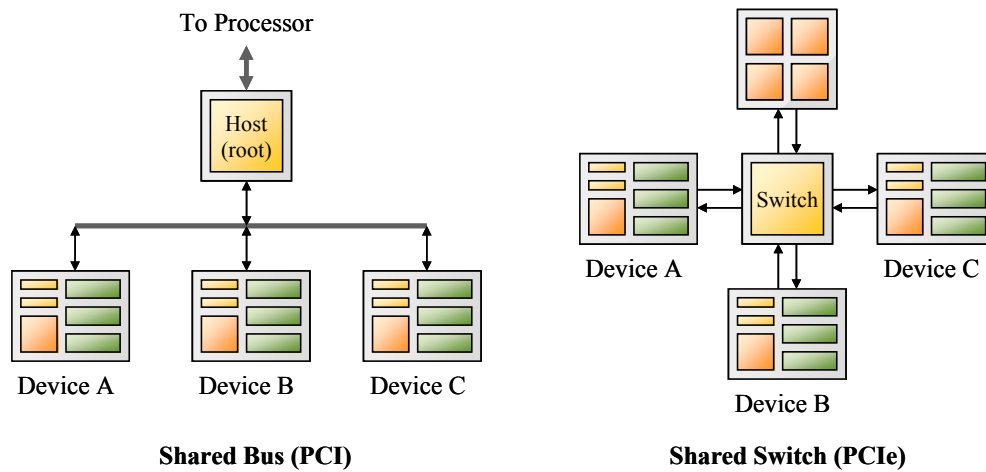 To Processor
Host
(root)
Device A
Device B
Device C
Shared Bus (PCI)
Switch
Device A
Device C
Device B
Shared Switch (PCIe)